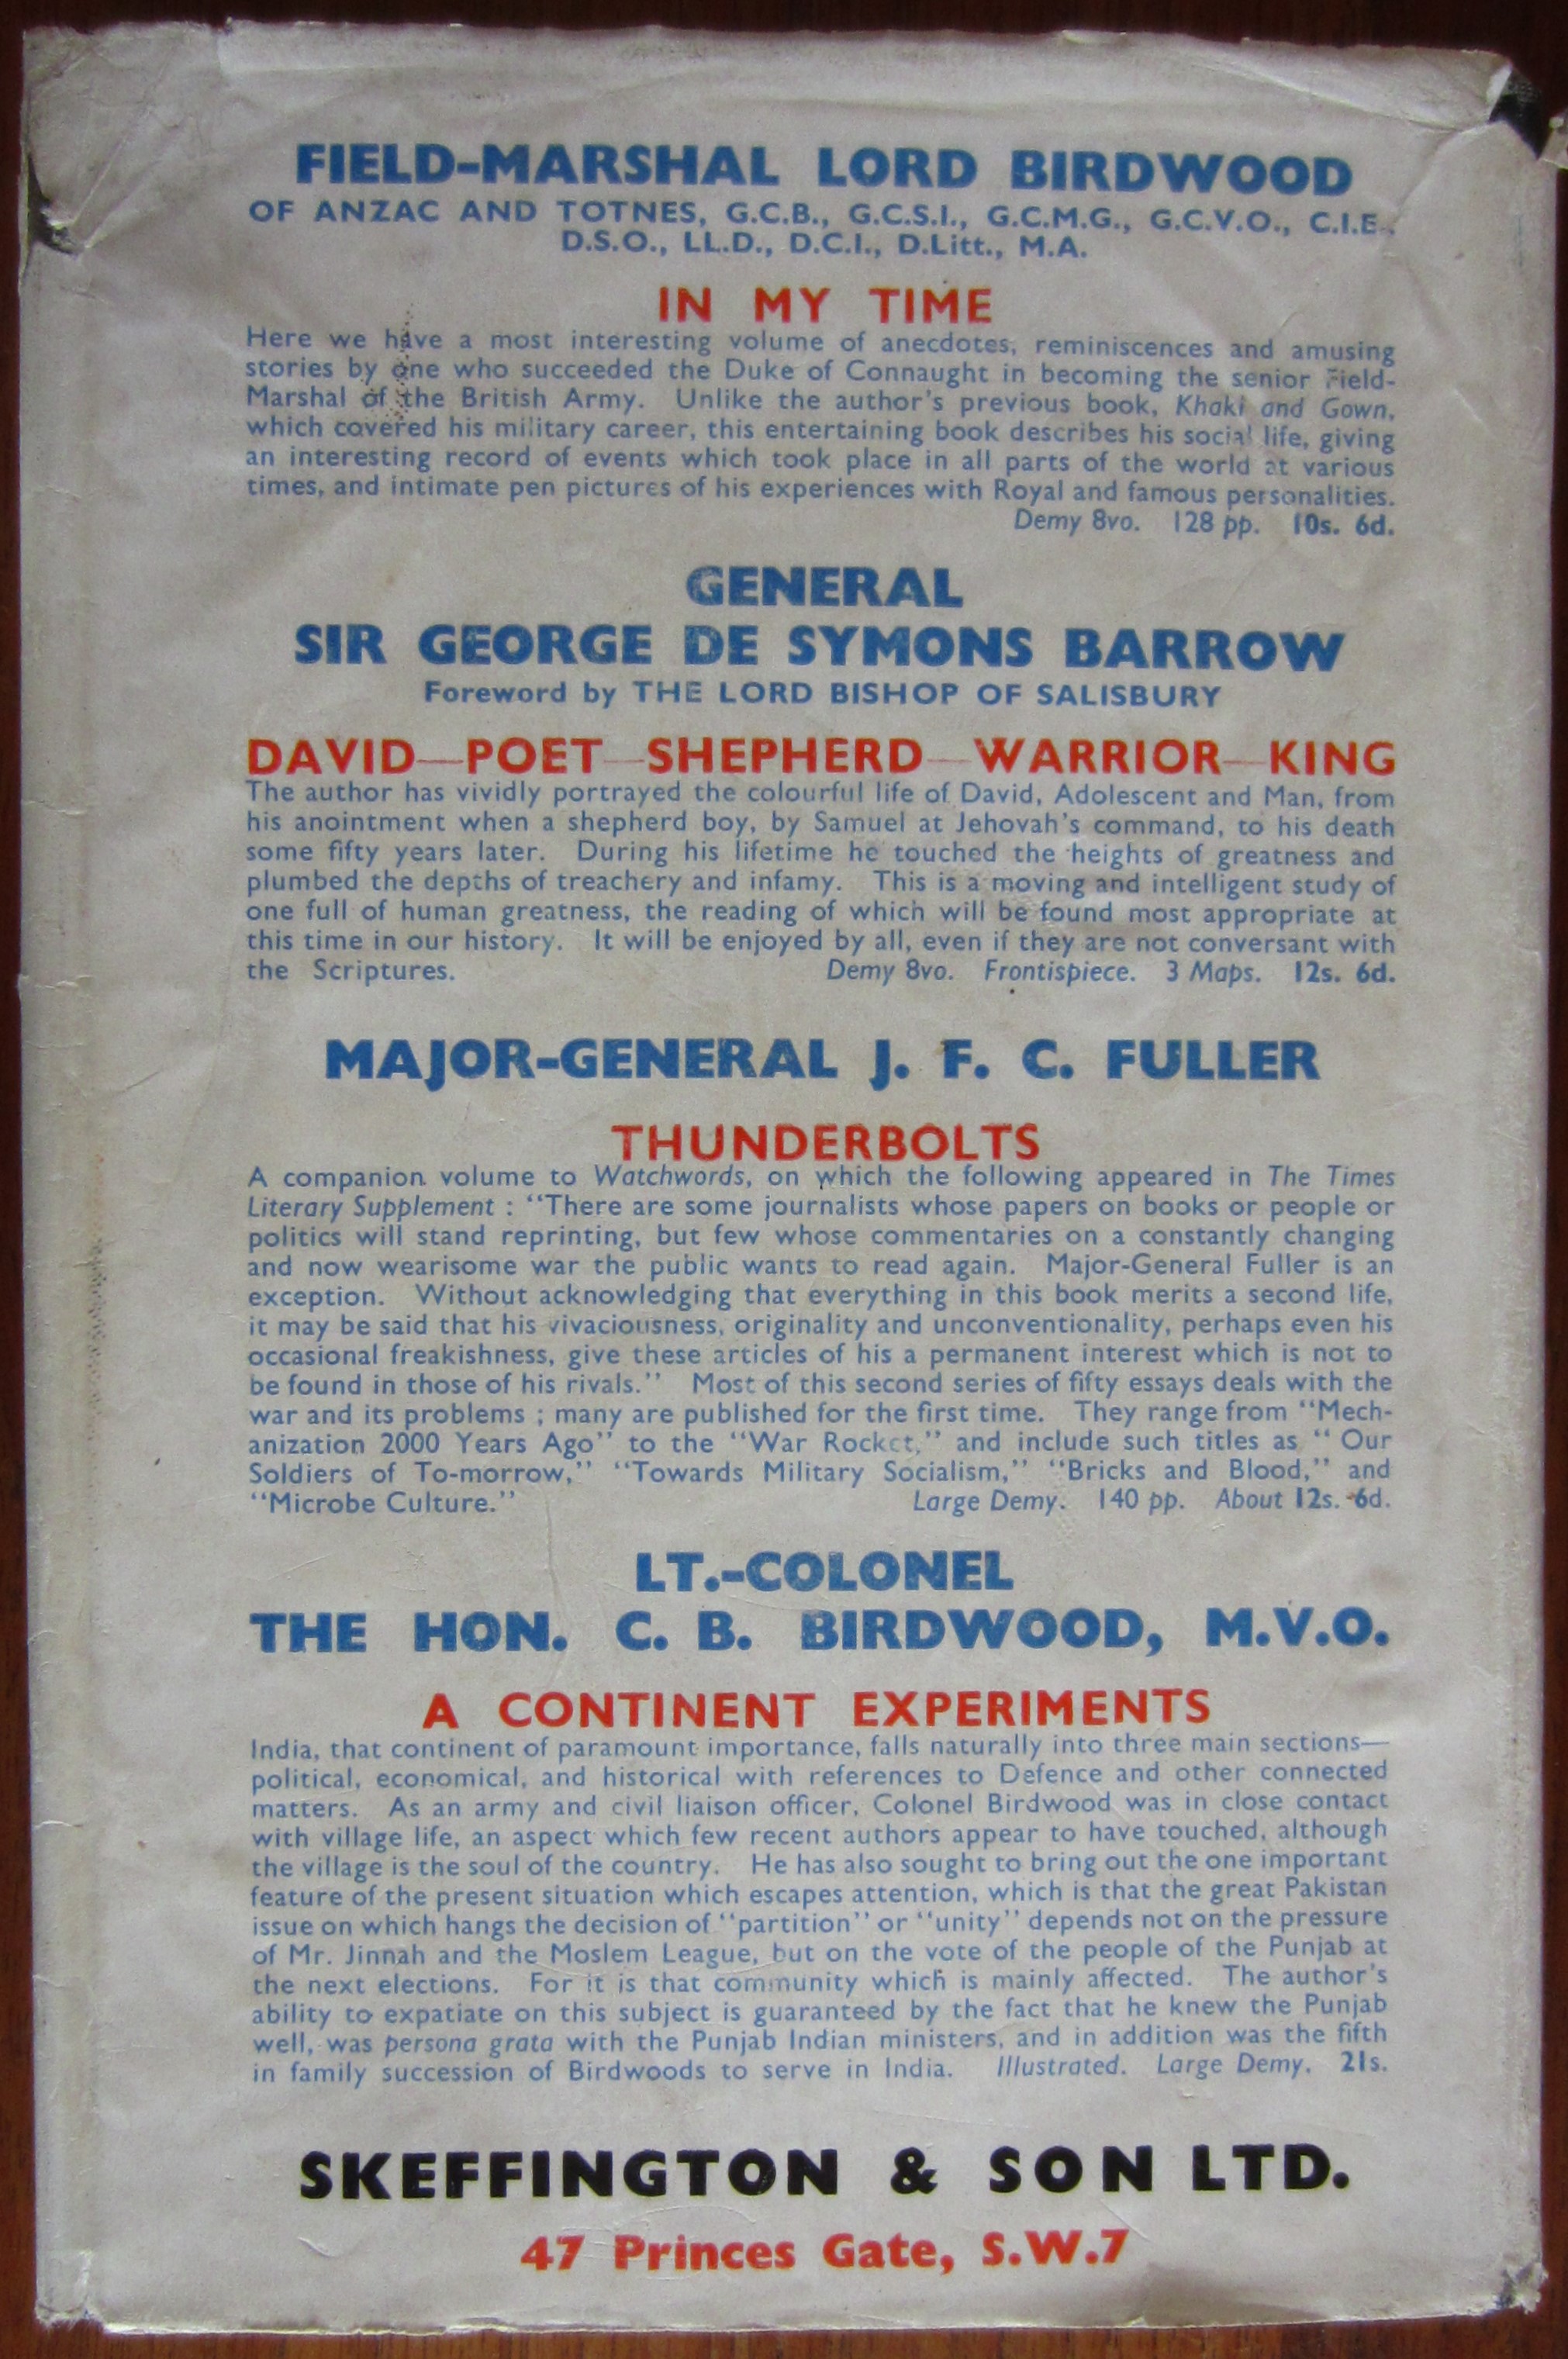 FIELD-MARSHAL LORD BIRDWOOD
OF ANZAC AND TOTNES, G.C.B., G.C.S.I., G.C.M.G., G.C.V.O., C.I.E.,
D.S.O., LL.D., D.C.I., D.Litt., M.A.
IN MY TIME
Here we have a most interesting volume of anecdotes, reminiscences and amusing
stories by one who succeeded the Duke of Connaught in becoming the senior Field-
Marshal of the British Army. Unlike the author's previous book, Khaki and Gown,
which covered his military career, this entertaining book describes his social life, giving
an interesting record of events which took place in all parts of the world at various
times, and intimate pen pictures of his experiences with Royal and famous personalities.
Demy 8vo. 128 pp. 10s. 6d.
GENERAL
SIR GEORGE DE SYMONS BARROW
Foreword by THE LORD BISHOP OF SALISBURY
DAVID—POET—SHEPHERD—WARRIOR—KING
The author has vividly portrayed the colourful life of David, Adolescent and Man, from
his anointment when a shepherd boy, by Samuel at Jehovah's command, to his death
some fifty years later. During his lifetime he touched the heights of greatness and
plumbed the depths of treachery and infamy. This is a moving and intelligent study of
one full of human greatness, the reading of which will be found most appropriate at
this time in our history. It will be enjoyed by all, even if they are not conversant with
the Scriptures. Demy 8vo. Frontispiece. 3 Maps. 12s. 6d.
MAJOR-GENERAL J. F. C. FULLER
THUNDERBOLTS
A companion volume to Watchwords, on which the following appeared in The Times
Literary Supplement : "There are some journalists whose papers on books or people or
politics will stand reprinting, but few whose commentaries on a constantly changing
and now wearisome war the public wants to read again. Major-General Fuller is an
exception. Without acknowledging that everything in this book merits a second life,
it may be said that his vivaciousness, originality and unconventionality, perhaps even his
occasional freakishness, give these articles of his a permanent interest which is not to
be found in those of his rivals." Most of this second series of fifty essays deals with the
war and its problems ; many are published for the first time. They range from "Mech-
anization 2000 Years Ago" to the "War Rocket," and include such titles as " Our
Soldiers of To-morrow," "Towards Military Socialism," "Bricks and Blood," and
"Microbe Culture." Large Demy. 140 pp. About 12s. 6d.
LT.-COLONEL
THE HON. C. B. BIRDWOOD, M.V.O.
A CONTINENT EXPERIMENTS
India, that continent of paramount importance, falls naturally into three main sections—
political, economical, and historical with references to Defence and other connected
matters. As an army and civil liaison officer, Colonel Birdwood was in close contact
with village life, an aspect which few recent authors appear to have touched, although
the village is the soul of the country. He has also sought to bring out the one important
feature of the present situation which escapes attention, which is that the great Pakistan
issue on which hangs the decision of "partition" or "unity" depends not on the pressure
of Mr. Jinnah and the Moslem League, but on the vote of the people of the Punjab at
the next elections. For it is that community which is mainly affected. The author's
ability to expatiate on this subject is guaranteed by the fact that he knew the Punjab
well, was persona grata with the Punjab Indian ministers, and in addition was the fifth
in family succession of Birdwoods to serve in India. Illustrated. Large Demy. 21s.
SKEFFINGTON & SON LTD.
47 Princes Gate, S.W.7